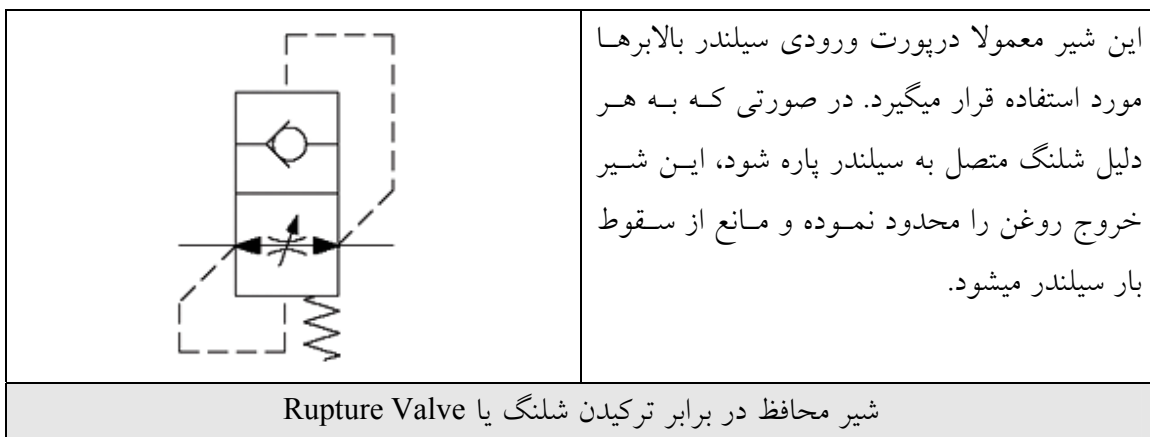 این شیر معمولا درپورت ورودی سیلندر بالابرها
مورد استفاده قرار میگیرد. در صورتی که به هر
دلیل شلنگ متصل به سیلندر پاره شود، این شیر
خروج روغن را محدود نموده و مانع از سقوط
بار سیلندر میشود.
شیر محافظ در برابر ترکیدن شلنگ یا Rupture Valve